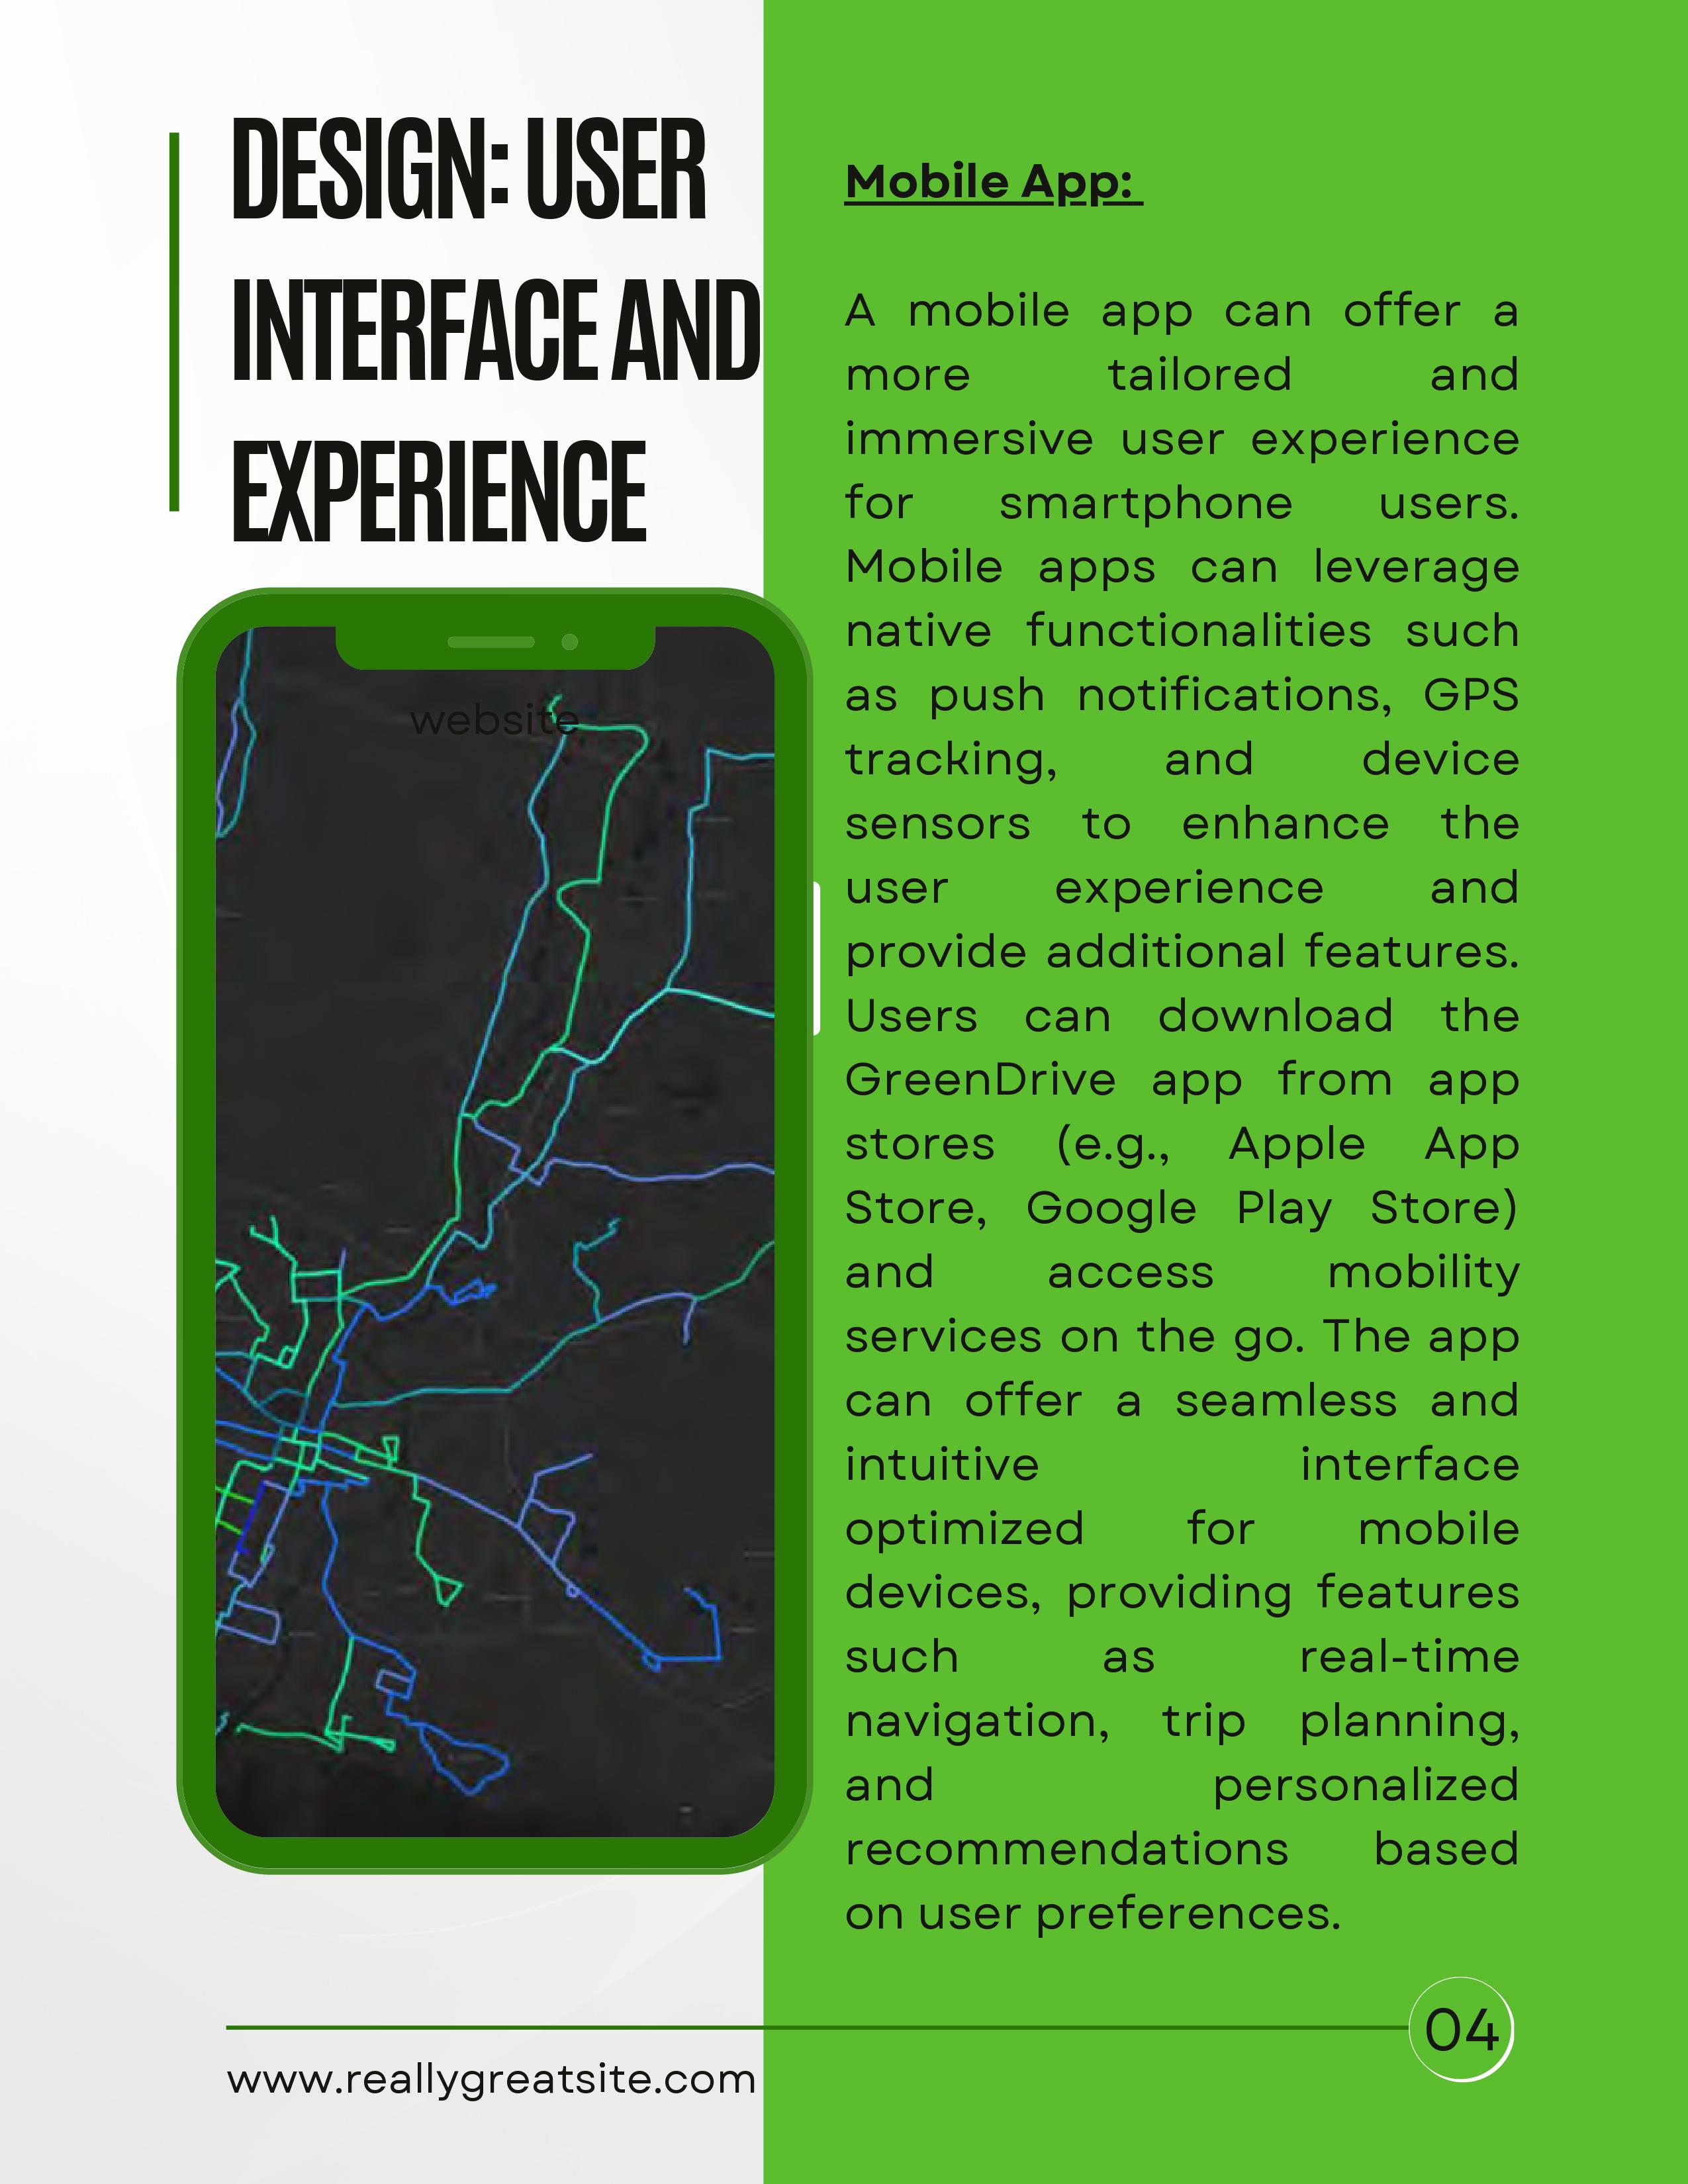 DESIGN: USER
INTERFACE AND
EXPERIENCE
website
Mobile App:
A mobile app can offer a
more tailored and
immersive user experience
for smartphone users.
Mobile apps can leverage
native functionalities such
as push notifications, GPS
tracking, and device
sensors to enhance the
user experience and
provide additional features.
Users can download the
GreenDrive app from app
stores (e.g., Apple App
Store, Google Play Store)
and access mobility
services on the go. The app
can offer a seamless and
intuitive interface
optimized for mobile
devices, providing features
such as real-time
navigation, trip planning,
and personalized
recommendations based
on user preferences.
04
www.reallygreatsite.com